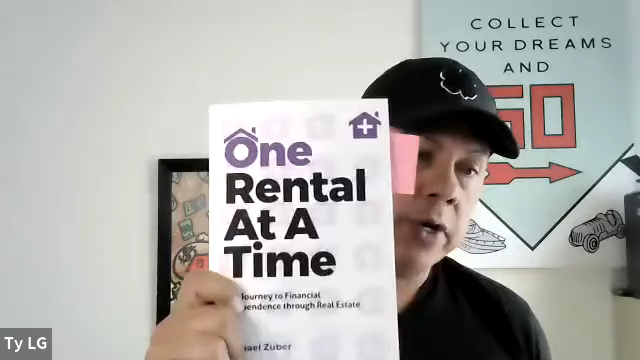 COLLECT
YOUR DREAMS
AND
GO
One
Rental
At A
Time
Journey to Financial
through Real Estate
Zuber
Ty LG